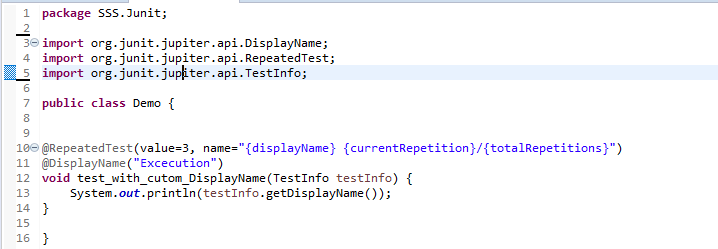 1 package SSS.Junit;
2
3 import org.junit.jupiter.api.DisplayName;
4 import org.junit.jupiter.api.RepeatedTest;
5 import org.junit.jupiter.api.TestInfo;
6
7 public class Demo {
8
9
10 @RepeatedTest(value=3, name="{displayName} {currentRepetition}/{totalRepetitions}")
11 @DisplayName("Excecution")
12 void test_with_cutom_DisplayName(TestInfo testInfo) {
13     System.out.println(testInfo.getDisplayName());
14 }
15
16 }